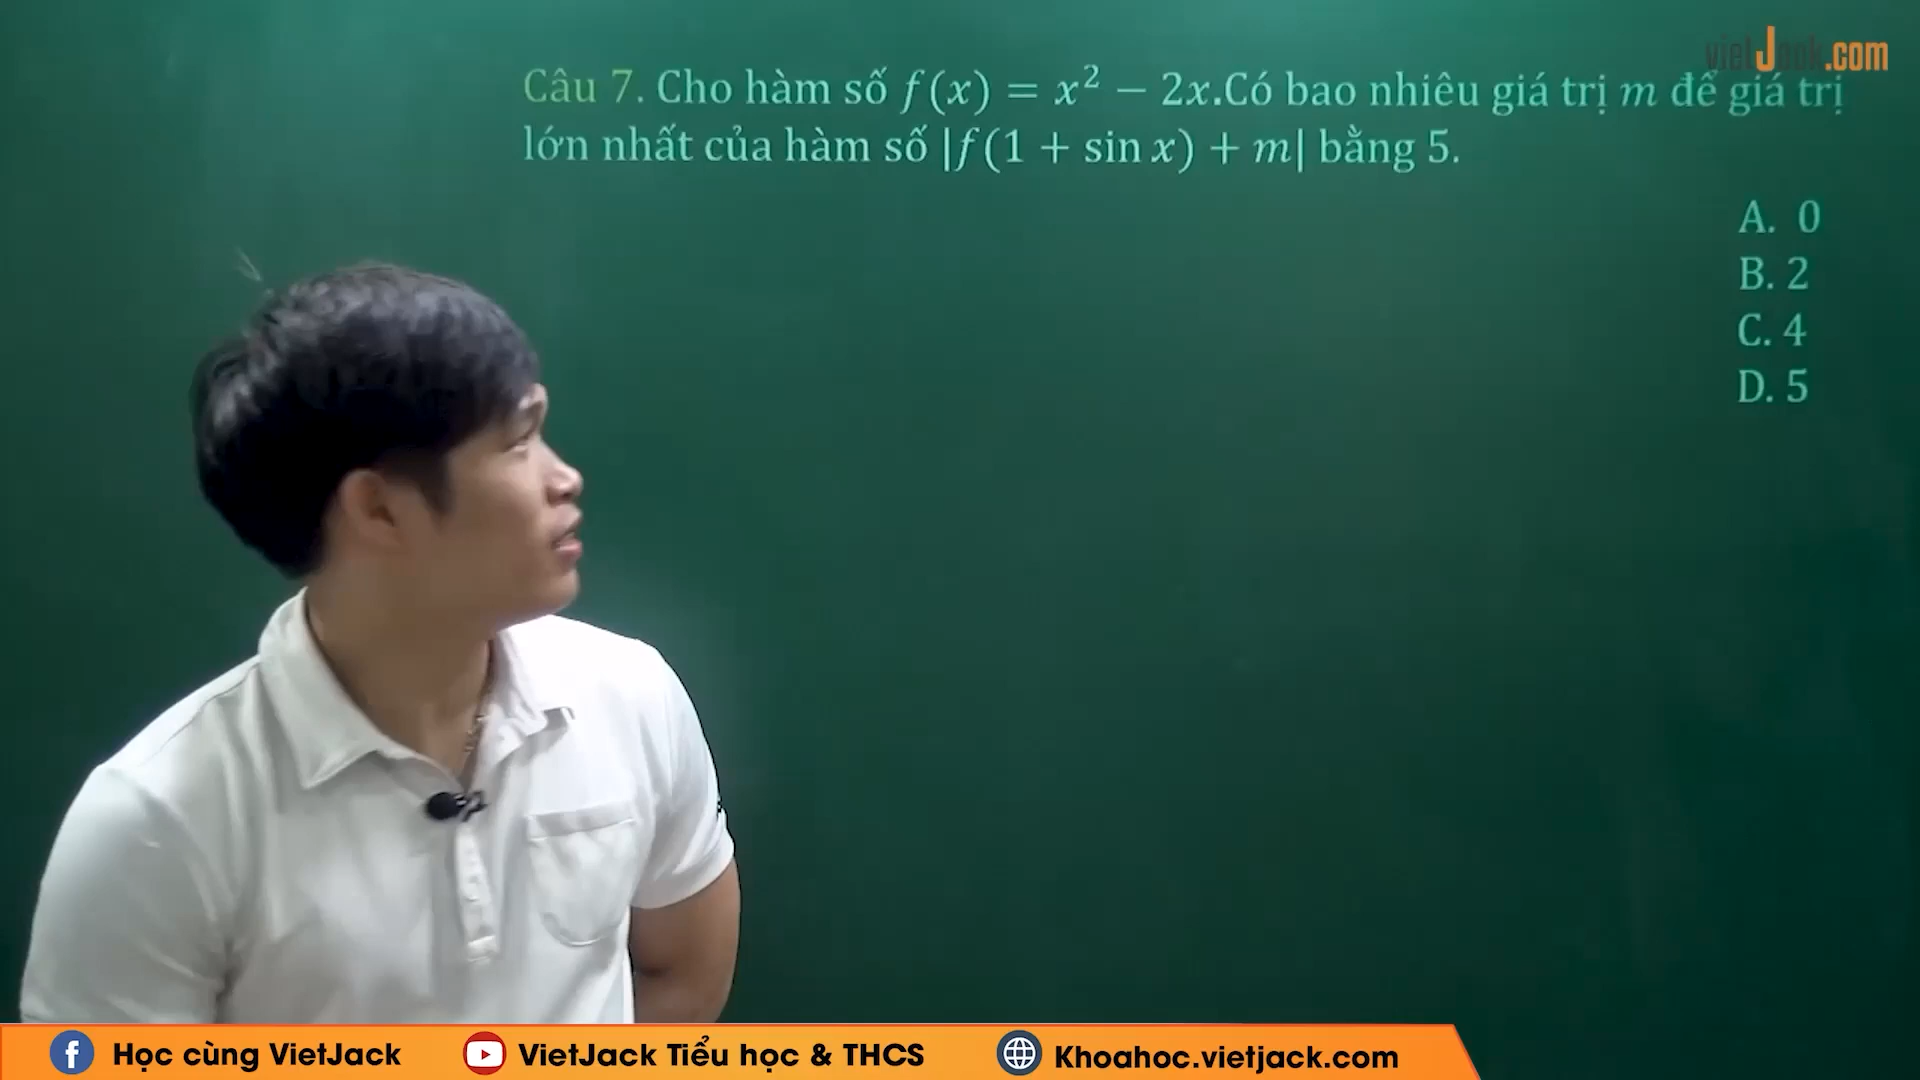 vietJack.com
Câu 7. Cho hàm số f(x) = x² − 2x.Có bao nhiêu giá trị m để giá trị
lớn nhất của hàm số |f(1 + sin x) + m| bằng 5.
A. 0
B. 2
C. 4
D. 5
Học cùng VietJack
VietJack Tiểu học & THCS
Khoahoc.vietjack.com